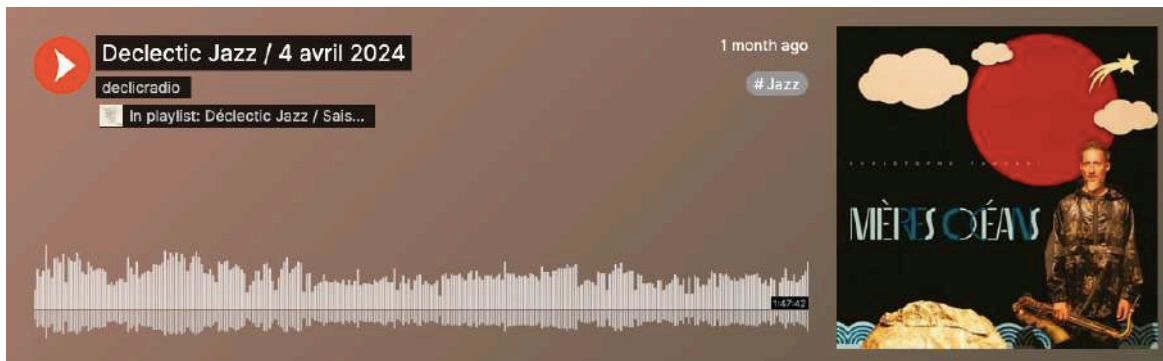 Declectic Jazz / 4 avril 2024
declicradio
In playlist: Déclectic Jazz / Sais...
1 month ago
# Jazz
1:47:42
MÈRES OCÉANS